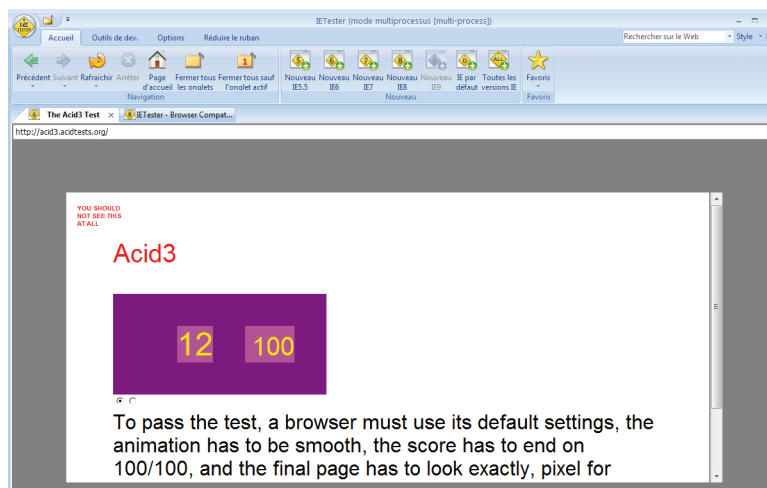 IETester (mode multiprocessus [multi-process])
Accueil Outils de dev. Options Réduire le ruban Rechercher sur le Web Style
Précédent Suivant Rafraichir Arrêter Page d'accueil Fermer tous les onglets Fermer tous sauf l'onglet actif Nouveau IE5.5 Nouveau IE6 Nouveau IE7 Nouveau IE8 Nouveau IE9 IE par défaut Toutes les versions IE Favoris
Navigation Nouveau Favoris
The Acid3 Test IETester - Browser Compat...
http://acid3.acidtests.org/
YOU SHOULD
NOT SEE THIS
AT ALL
Acid3
12 100
To pass the test, a browser must use its default settings, the
animation has to be smooth, the score has to end on
100/100, and the final page has to look exactly, pixel for